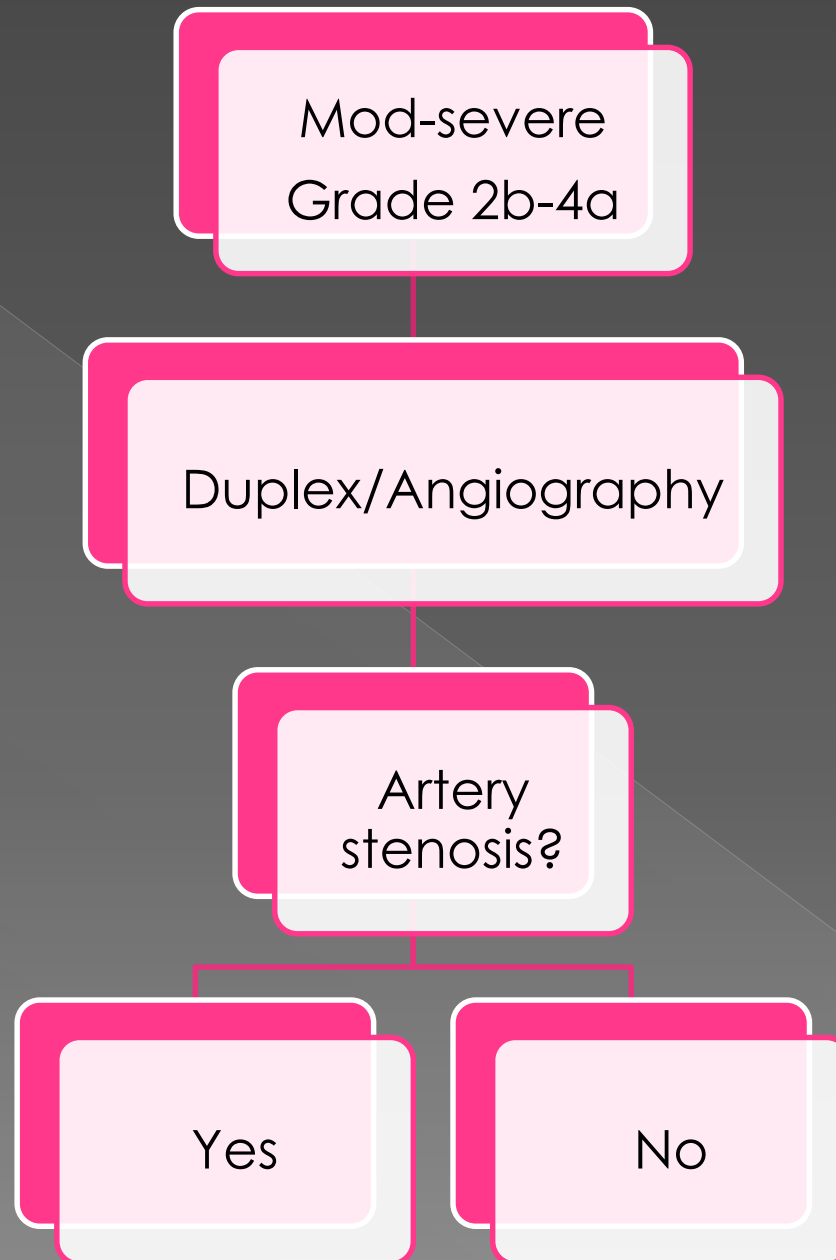 Mod-severe
Grade 2b-4a
Duplex/Angiography
Artery
stenosis?
Yes
No